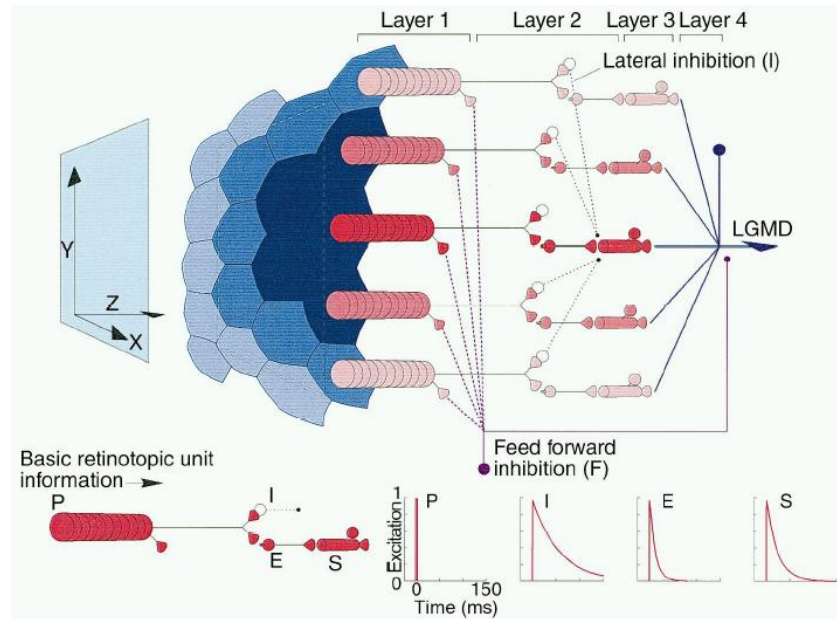 Layer 1 Layer 2 Layer 3 Layer 4
Lateral inhibition (I)
LGMD
Y
Z
X
Feed forward
inhibition (F)
Basic retinotopic unit
information
P
I
E
S
Excitation
1
0
P
I
E
S
0
150
Time (ms)